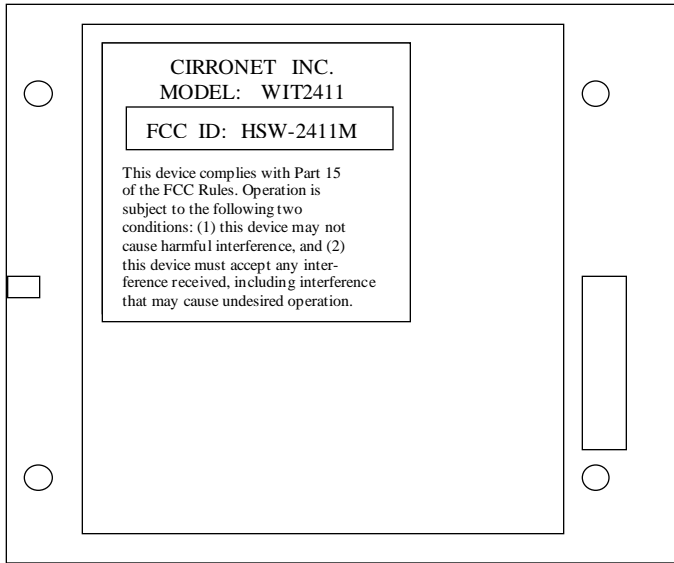 CIRRONET INC.
MODEL: WIT2411
FCC ID: HSW-2411M
This device complies with Part 15
of the FCC Rules. Operation is
subject to the following two
conditions: (1) this device may not
cause harmful interference, and (2)
this device must accept any inter-
ference received, including interference
that may cause undesired operation.